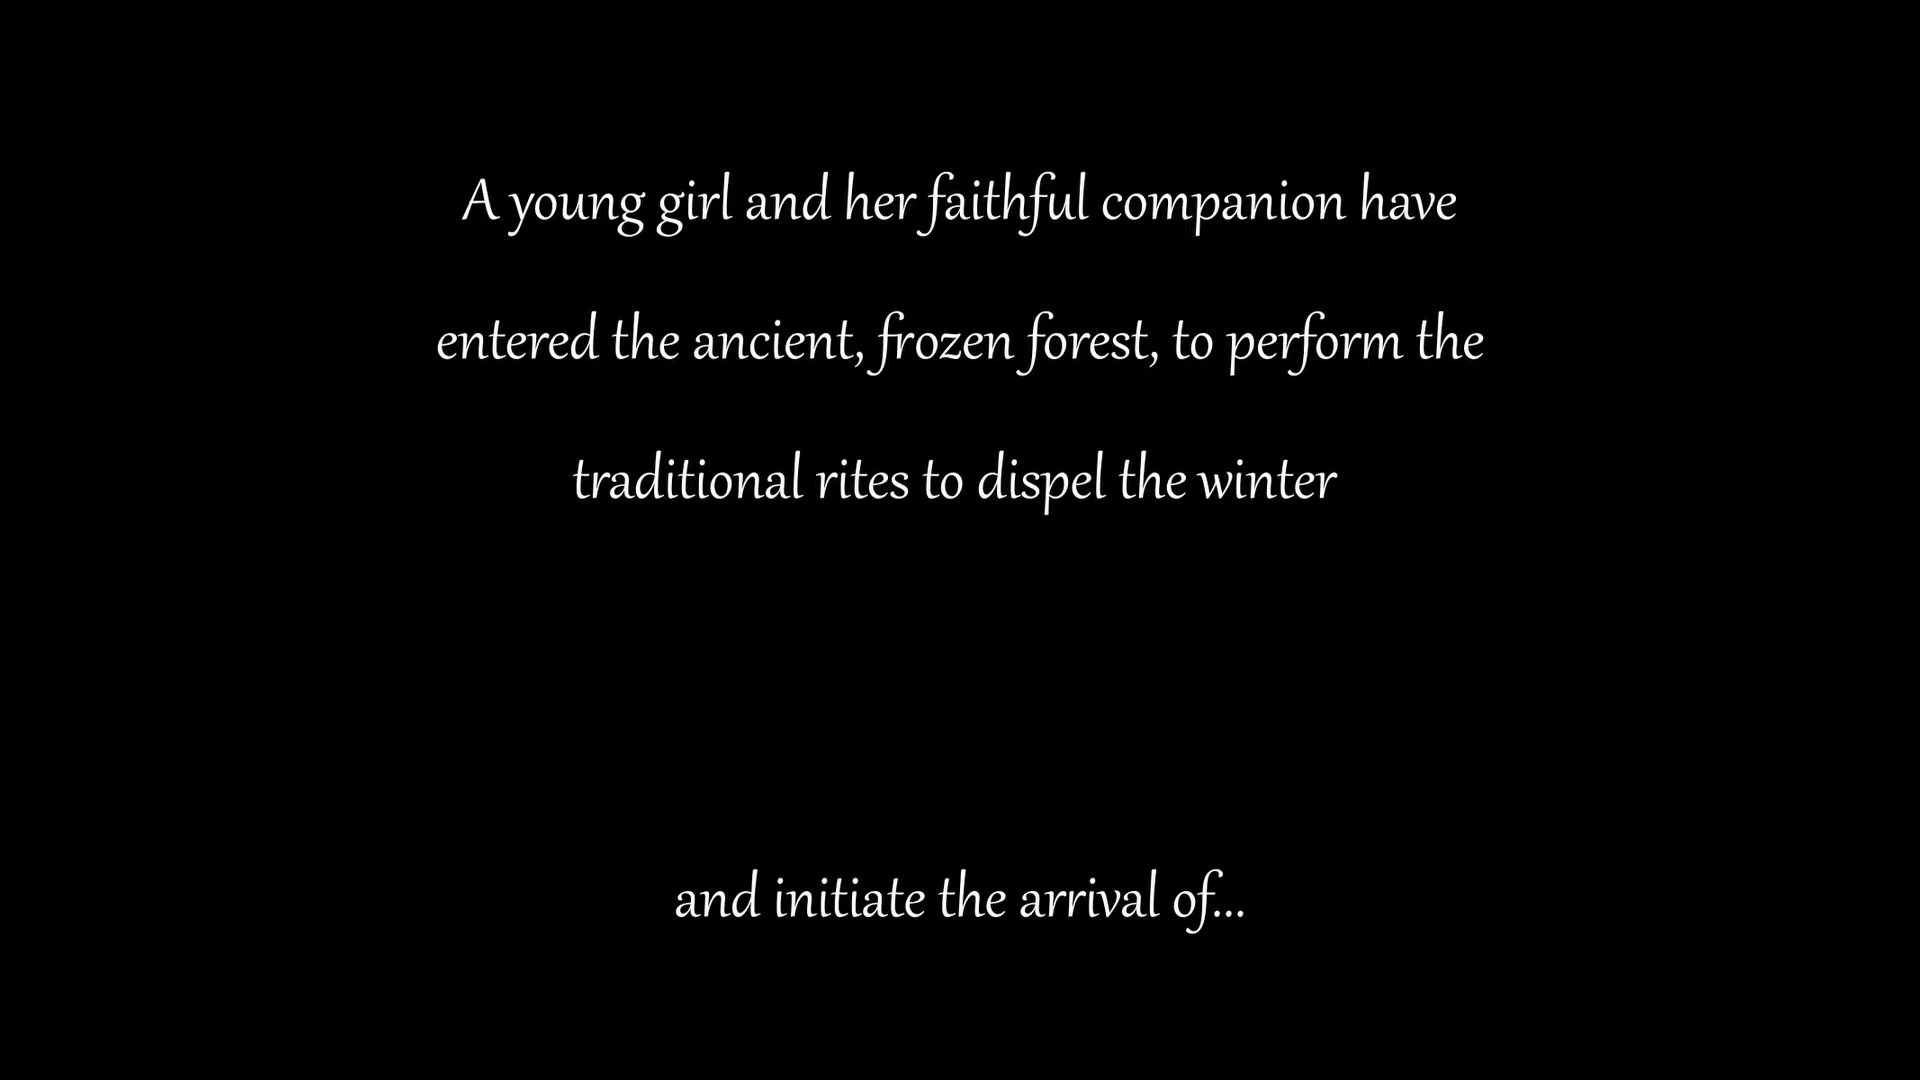 A young girl and her faithful companion have
entered the ancient, frozen forest, to perform the
traditional rites to dispel the winter
and initiate the arrival of...